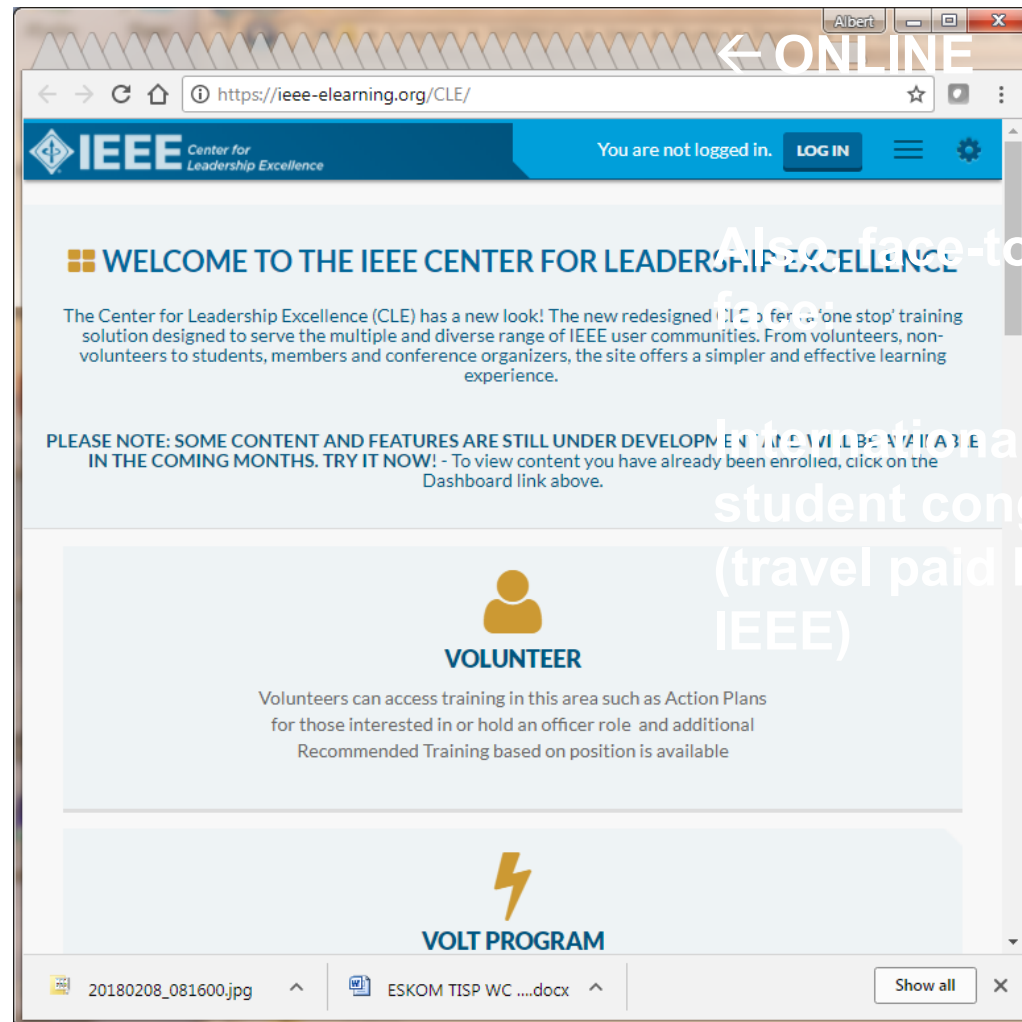 Albert
← ONLINE
https://ieee-elearning.org/CLE/
IEEE Center for
Leadership Excellence
You are not logged in. LOG IN
WELCOME TO THE IEEE CENTER FOR LEADERSHIP EXCELLENCE
The Center for Leadership Excellence (CLE) has a new look! The new redesigned CLE offers a 'one stop' training
solution designed to serve the multiple and diverse range of IEEE user communities. From volunteers, non-
volunteers to students, members and conference organizers, the site offers a simpler and effective learning
experience.
PLEASE NOTE: SOME CONTENT AND FEATURES ARE STILL UNDER DEVELOPMENT AND WILL BE AVAILABLE
IN THE COMING MONTHS. TRY IT NOW! - To view content you have already been enrolled, click on the
Dashboard link above.
Also, face-to
face:
Internationa
student con
(travel paid
IEEE)
VOLUNTEER
Volunteers can access training in this area such as Action Plans
for those interested in or hold an officer role and additional
Recommended Training based on position is available
VOLT PROGRAM
20180208_081600.jpg
ESKOM TISP WC ....docx
Show all